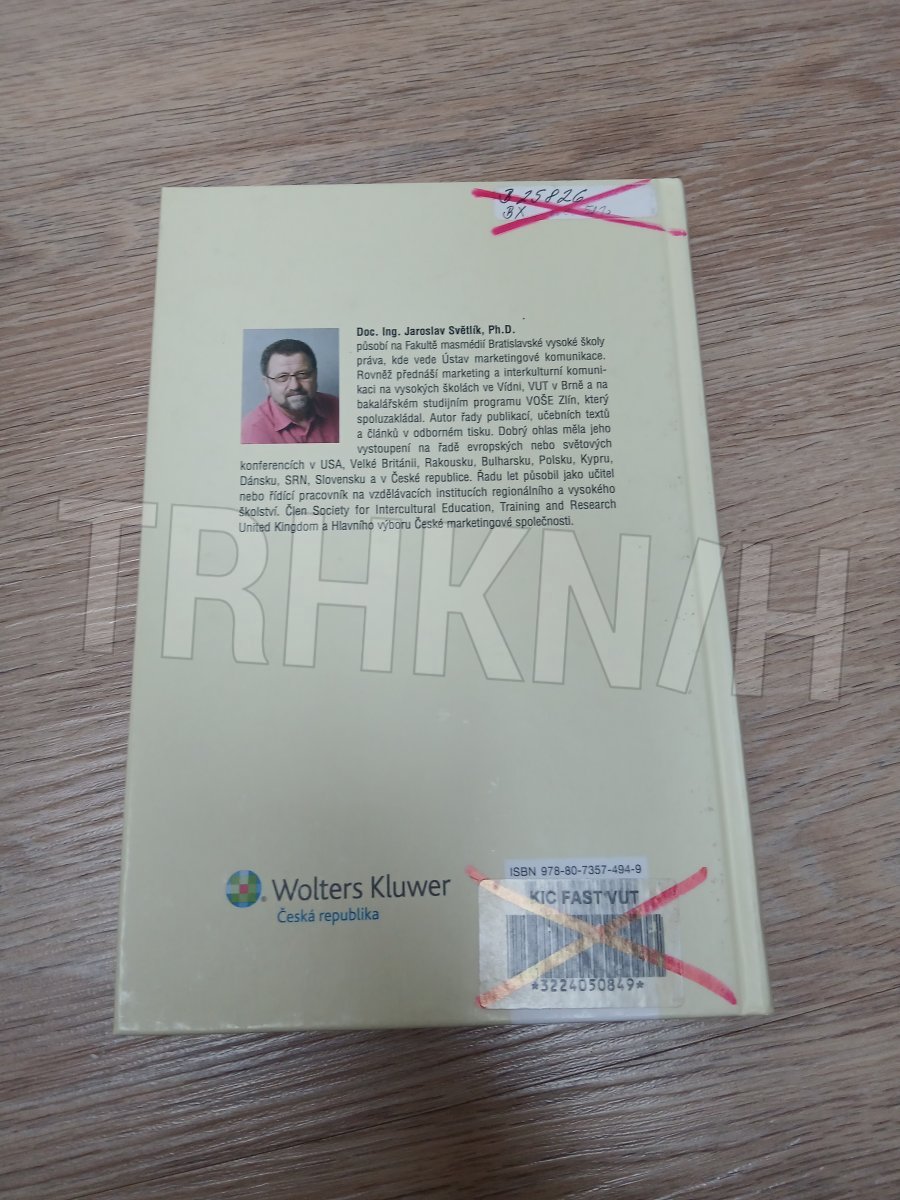 3 25826
BX
Doc. Ing. Jaroslav Světlík, Ph.D.
působí na Fakultě masmédií Bratislavské vysoké školy
práva, kde vede Ústav marketingové komunikace.
Rovněž přednáší marketing a interkulturní komuni-
kaci na vysokých školách ve Vídni, VUT v Brně a na
bakalářském studijním programu VOŠE Zlín, který
spoluzakládal. Autor řady publikací, učebních textů
a článků v odborném tisku. Dobrý ohlas měla jeho
vystoupení na řadě evropských nebo světových
konferencích v USA, Velké Británii, Rakousku, Bulharsku, Polsku, Kypru,
Dánsku, SRN, Slovensku a v České republice. Řadu let působil jako učitel
nebo řídící pracovník na vzdělávacích institucích regionálního a vysokého
školství. Člen Society for Intercultural Education, Training and Research
United Kingdom a Hlavního výboru České marketingové společnosti.
TRHKNIH
Wolters Kluwer
Česká republika
ISBN 978-80-7357-494-9
KIC FAST VUT
*3224050849*